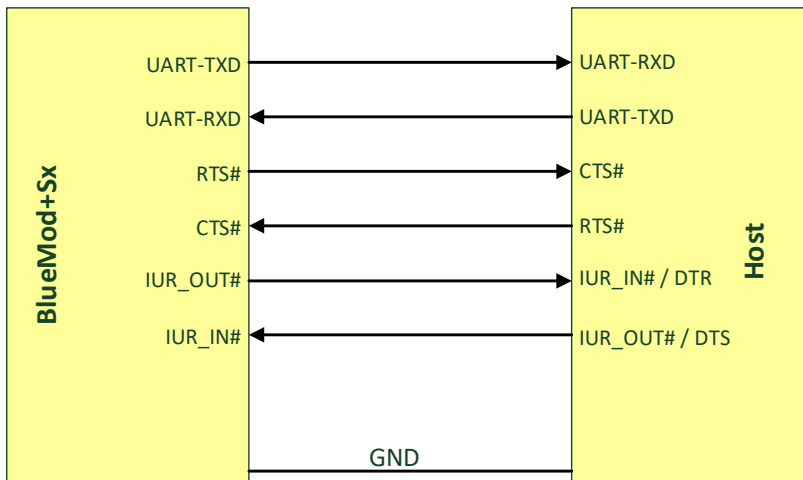 BlueMod+Sx
UART-TXD
UART-RXD
RTS#
CTS#
IUR_OUT#
IUR_IN#
GND
UART-RXD
UART-TXD
CTS#
RTS#
IUR_IN# / DTR
IUR_OUT# / DTS
Host